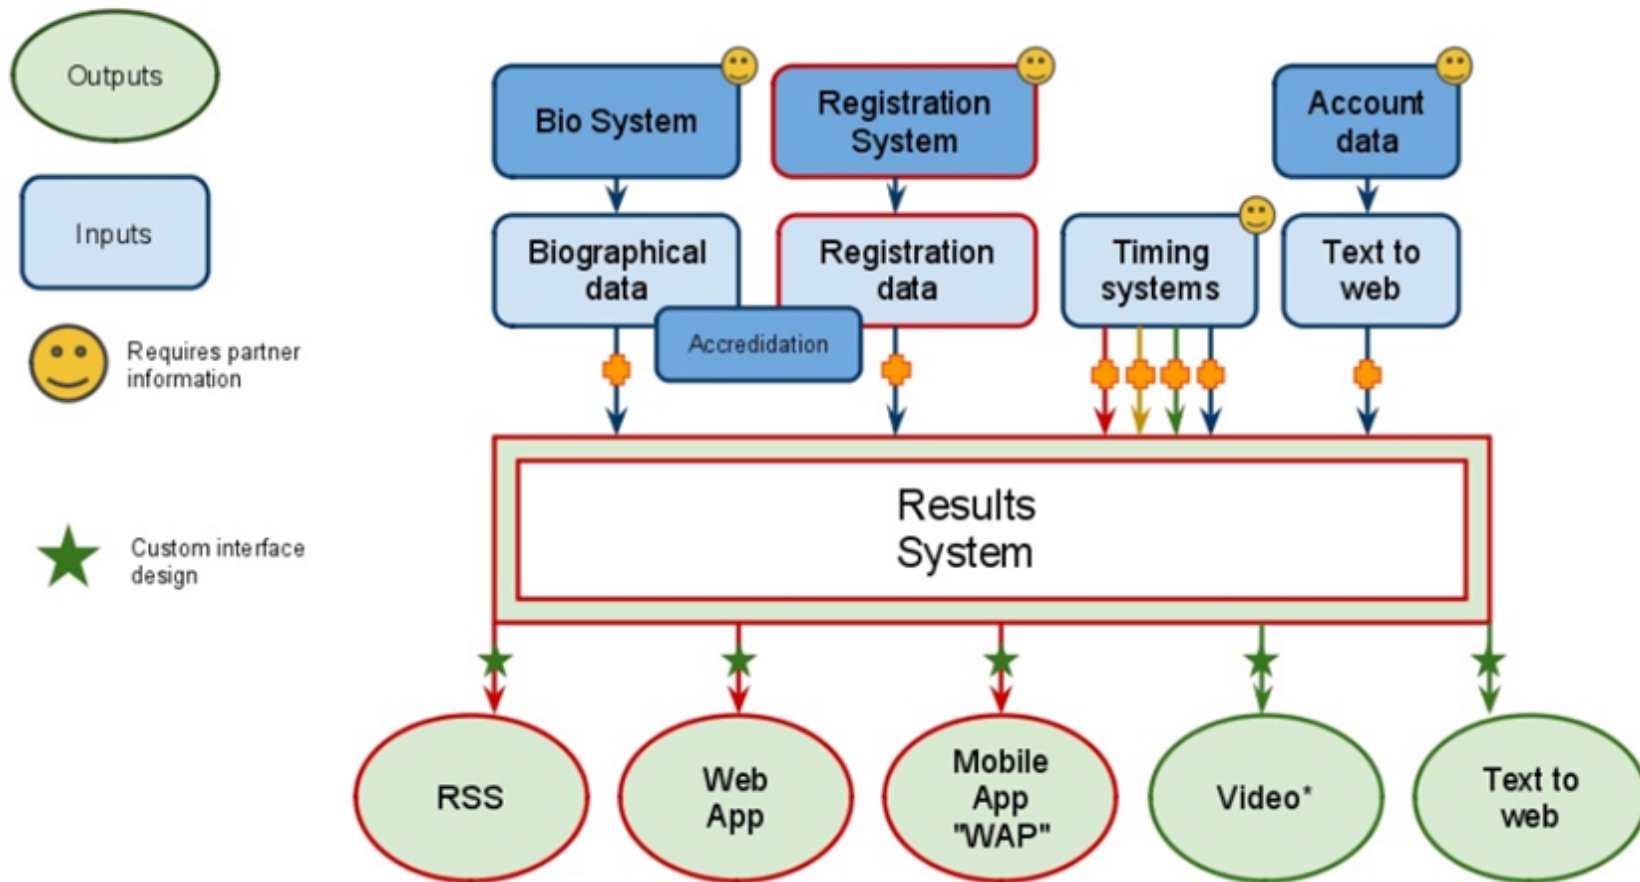 Outputs
Inputs
Requires partner
information
Custom interface
design
Bio System
Registration
System
Account
data
Biographical
data
Registration
data
Timing
systems
Text to
web
Accredidation
Results
System
RSS
Web
App
Mobile
App
"WAP"
Video*
Text to
web